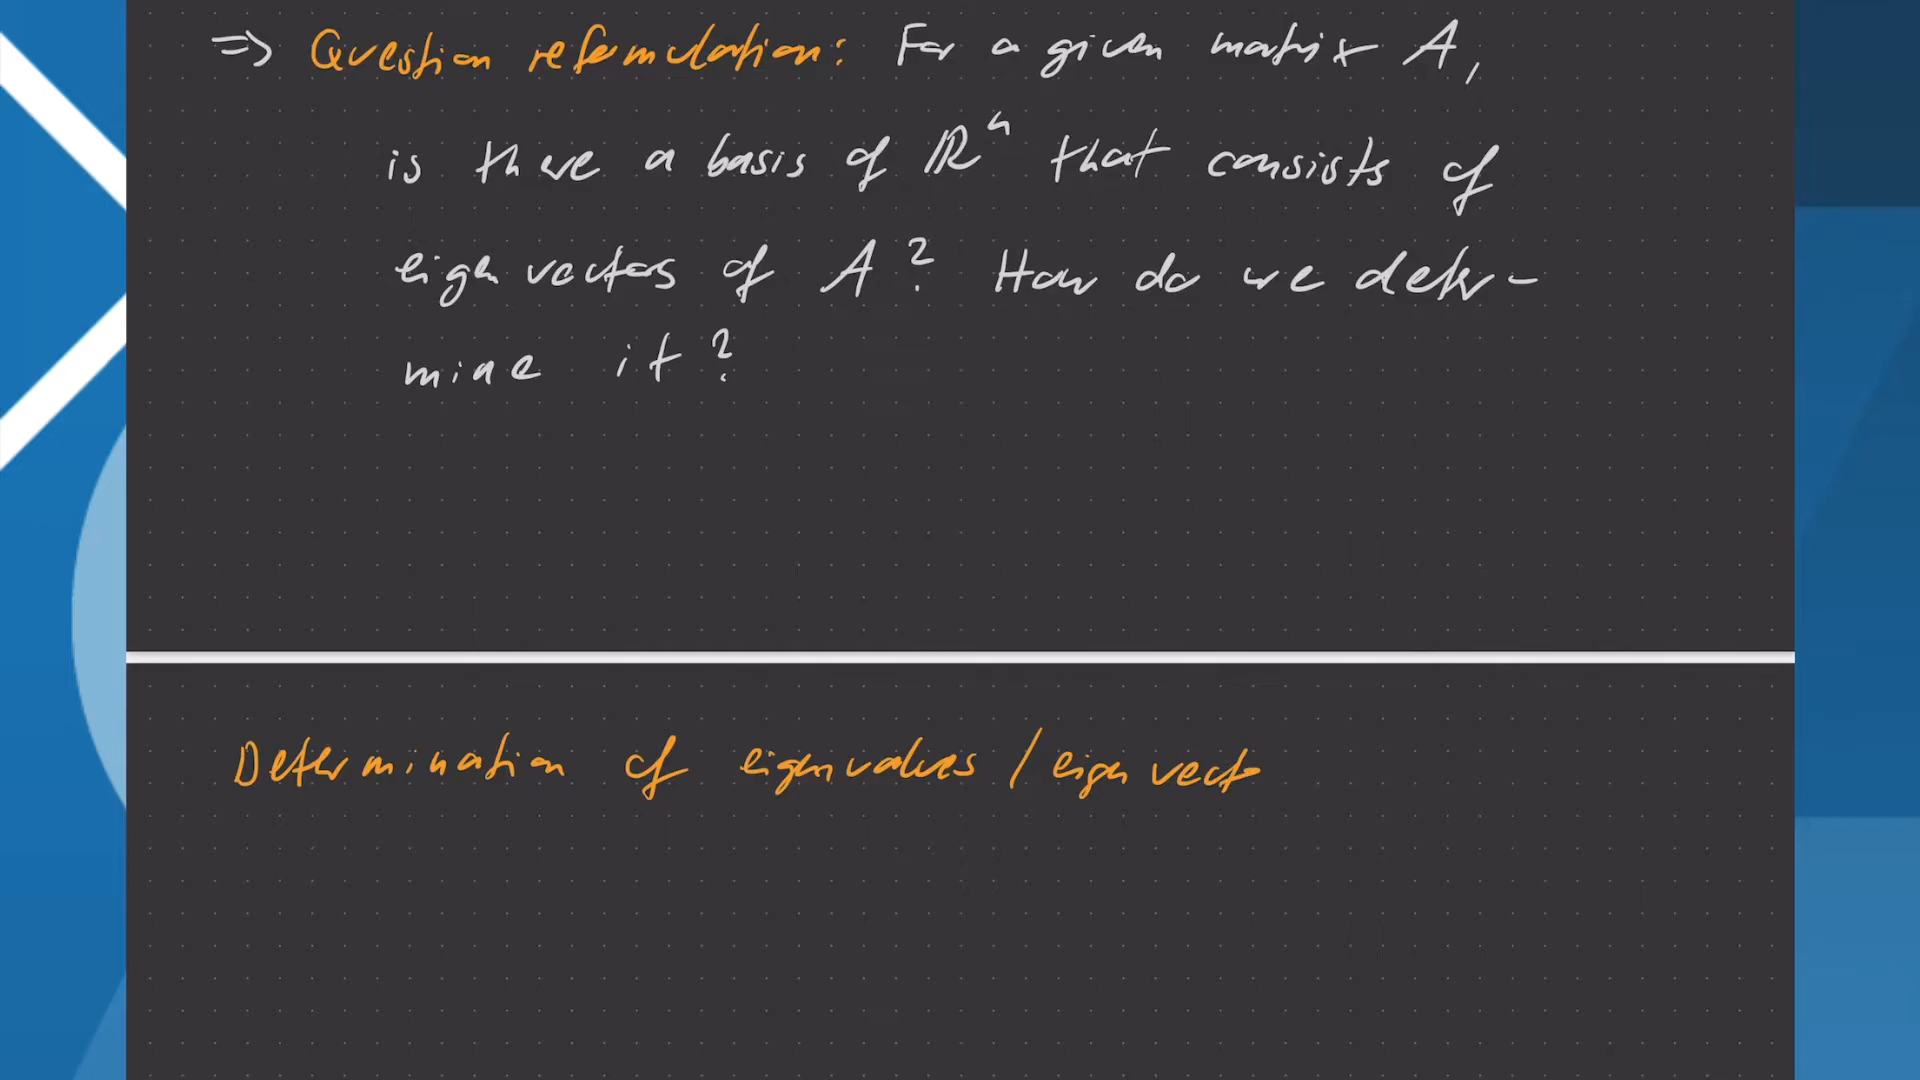 => Question reformulation: For a given matrix A,
is there a basis of ℝⁿ that consists of
eigenvectors of A? How do we deter-
mine it?
Determination of eigenvalues / eigenvecto